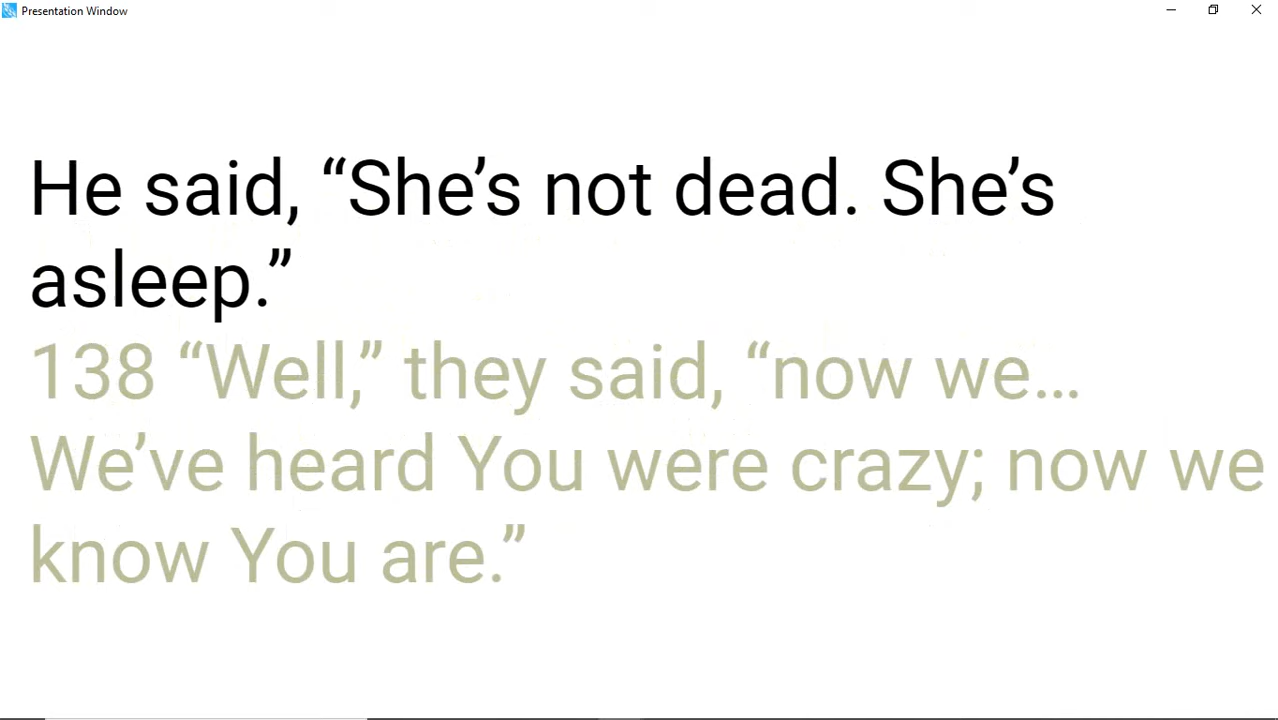 Presentation Window
He said, “She’s not dead. She’s
asleep.”
138 “Well,” they said, “now we…
We’ve heard You were crazy; now we
know You are.”